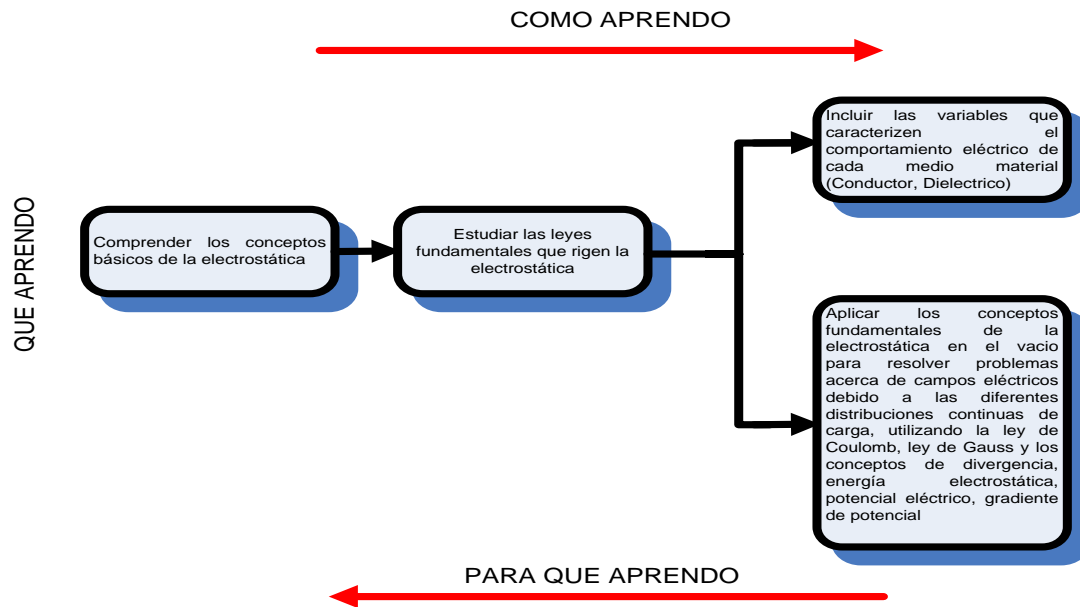 COMO APRENDO
QUE APRENDO
Comprender los conceptos
básicos de la electrostática
Estudiar las leyes
fundamentales que rigen la
electrostática
Incluir las variables que
caracterizen el
comportamiento eléctrico de
cada medio material
(Conductor, Dielectrico)
Aplicar los conceptos
fundamentales de la
electrostática en el vacio
para resolver problemas
acerca de campos eléctricos
debido a las diferentes
distribuciones continuas de
carga, utilizando la ley de
Coulomb, ley de Gauss y los
conceptos de divergencia,
energía electrostática,
potencial eléctrico, gradiente
de potencial
PARA QUE APRENDO